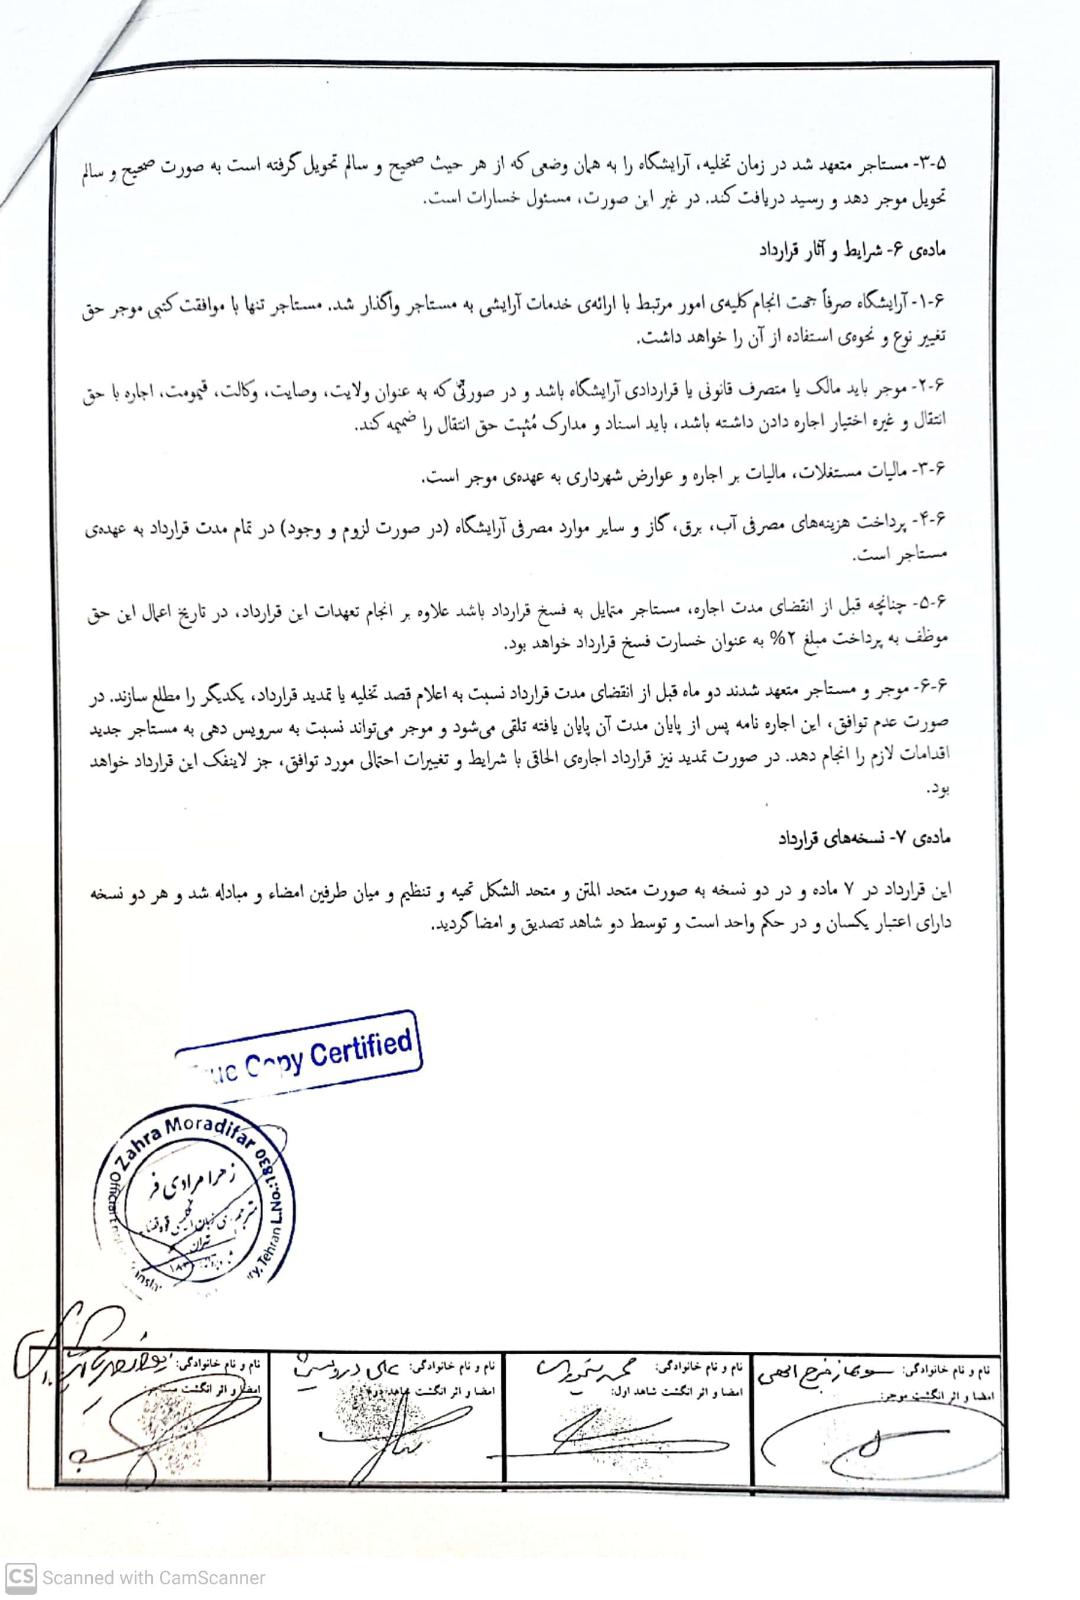 ۳-۵- مستاجر متعهد شد در زمان تخلیه، آرایشگاه را به همان وضعی که از هر حیث صحیح و سالم تحویل گرفته است به صورت صحیح و سالم
تحویل موجر دهد و رسید دریافت کند. در غیر این صورت، مسئول خسارات است.
ماده‌ی ۶- شرایط و آثار قرارداد
۱-۶- آرایشگاه صرفاً جهت انجام کلیه‌ی امور مرتبط با ارائه‌ی خدمات آرایشی به مستاجر واگذار شد. مستاجر تنها با موافقت کتبی موجر حق
تغییر نوع و نحوه‌ی استفاده از آن را خواهد داشت.
۲-۶- موجر باید مالک یا متصرف قانونی یا قراردادی آرایشگاه باشد و در صورتی که به عنوان ولایت، وصایت، وکالت، قیمومت، اجاره با حق
انتقال و غیره اختیار اجاره دادن داشته باشد، باید اسناد و مدارک مُثبت حق انتقال را ضمیمه کند.
۳-۶- مالیات مستغلات، مالیات بر اجاره و عوارض شهرداری به عهده‌ی موجر است.
۴-۶- پرداخت هزینه‌های مصرفی آب، برق، گاز و سایر موارد مصرفی آرایشگاه (در صورت لزوم و وجود) در تمام مدت قرارداد به عهده‌ی
مستاجر است.
۵-۶- چنانچه قبل از انقضای مدت اجاره، مستاجر متمایل به فسخ قرارداد باشد علاوه بر انجام تعهدات این قرارداد، در تاریخ اعمال این حق
موظف به پرداخت مبلغ ۲% به عنوان خسارت فسخ قرارداد خواهد بود.
۶-۶- موجر و مستاجر متعهد شدند دو ماه قبل از انقضای مدت قرارداد نسبت به اعلام قصد تخلیه یا تمدید قرارداد، یکدیگر را مطلع سازند. در
صورت عدم توافق، این اجاره نامه پس از پایان مدت آن پایان یافته تلقی می‌شود و موجر می‌تواند نسبت به سرویس دهی به مستاجر جدید
اقدامات لازم را انجام دهد. در صورت تمدید نیز قرارداد اجاره‌ی الحاقی با شرایط و تغییرات احتمالی مورد توافق، جز لاینفک این قرارداد خواهد
بود.
ماده‌ی ۷- نسخه‌های قرارداد
این قرارداد در ۷ ماده و در دو نسخه به صورت متحد المتن و متحد الشکل تهیه و تنظیم و میان طرفین امضاء و مبادله شد و هر دو نسخه
دارای اعتبار یکسان و در حکم واحد است و توسط دو شاهد تصدیق و امضا گردید.
Copy Certified
Zahra Moradifar
Tehran L.No.:1830
زهرا مرادی فر
تهران
نام و نام خانوادگی: سوماز فرج الهی
امضا و اثر انگشت موجر:
نام و نام خانوادگی:
امضا و اثر انگشت شاهد اول:
نام و نام خانوادگی: علی درویش
امضا و اثر انگشت شاهد دوم:
نام و نام خانوادگی:
امضا و اثر انگشت
CS Scanned with CamScanner